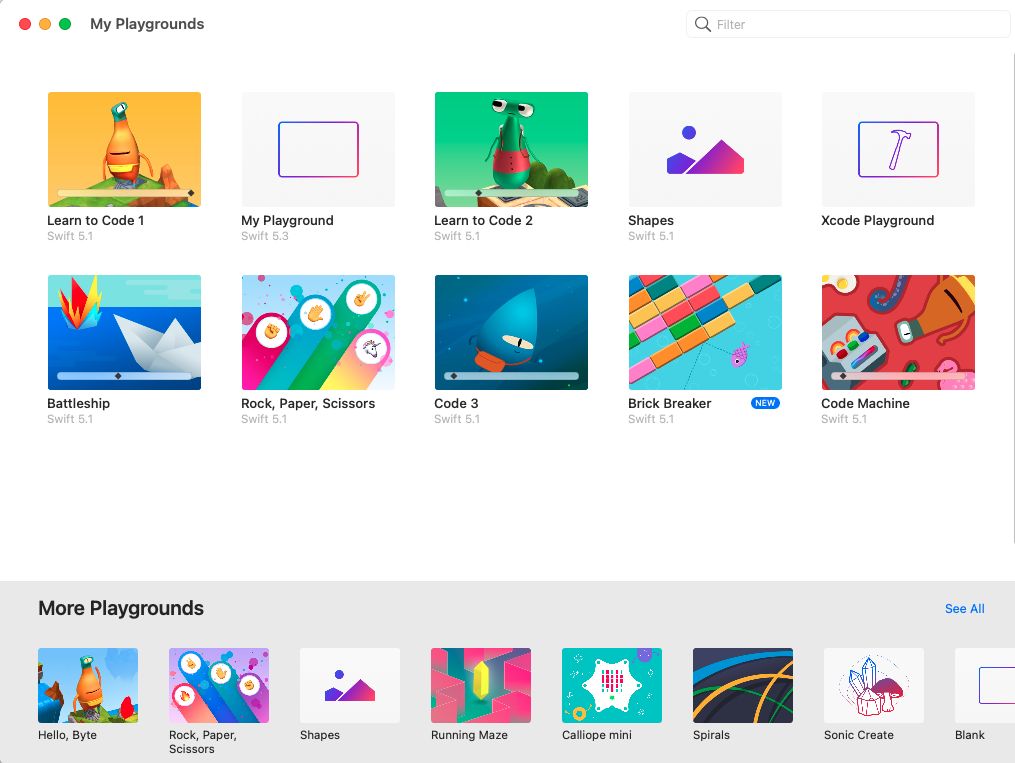 My Playgrounds
Filter
Learn to Code 1
Swift 5.1
My Playground
Swift 5.3
Learn to Code 2
Swift 5.1
Shapes
Swift 5.1
Xcode Playground
Battleship
Swift 5.1
Rock, Paper, Scissors
Swift 5.1
Code 3
Swift 5.1
Brick Breaker
NEW
Swift 5.1
Code Machine
Swift 5.1
More Playgrounds
See All
Hello, Byte
Rock, Paper,
Scissors
Shapes
Running Maze
Calliope mini
Spirals
Sonic Create
Blank